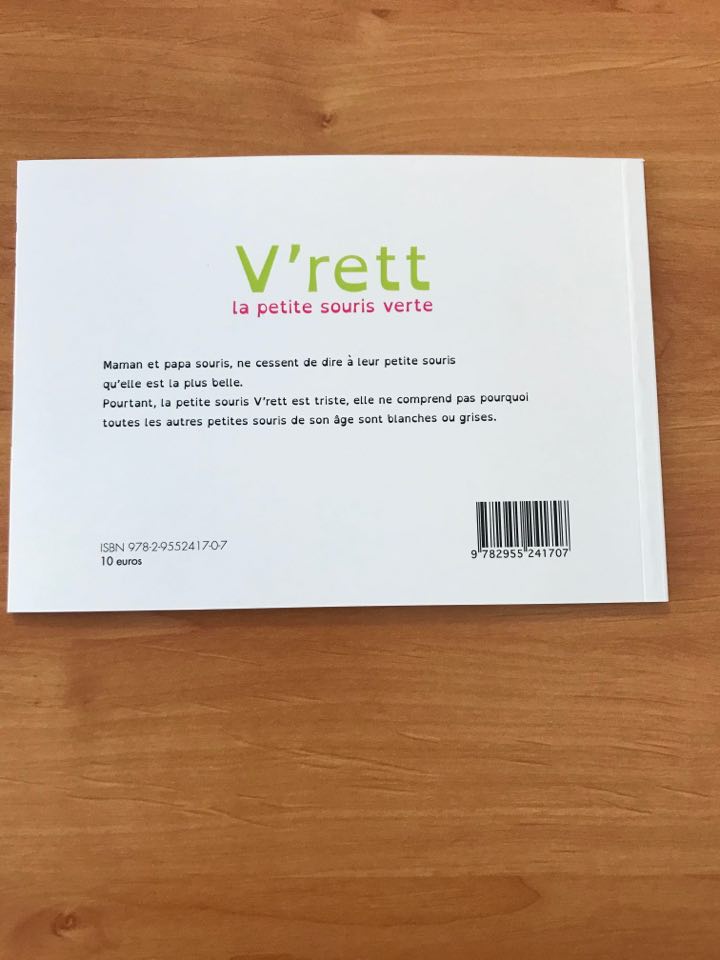 V'rett
la petite souris verte
Maman et papa souris, ne cessent de dire à leur petite souris
qu'elle est la plus belle.
Pourtant, la petite souris V'rett est triste, elle ne comprend pas pourquoi
toutes les autres petites souris de son âge sont blanches ou grises.
ISBN 978-2-9552417-0-7
10 euros
9 782955 241707